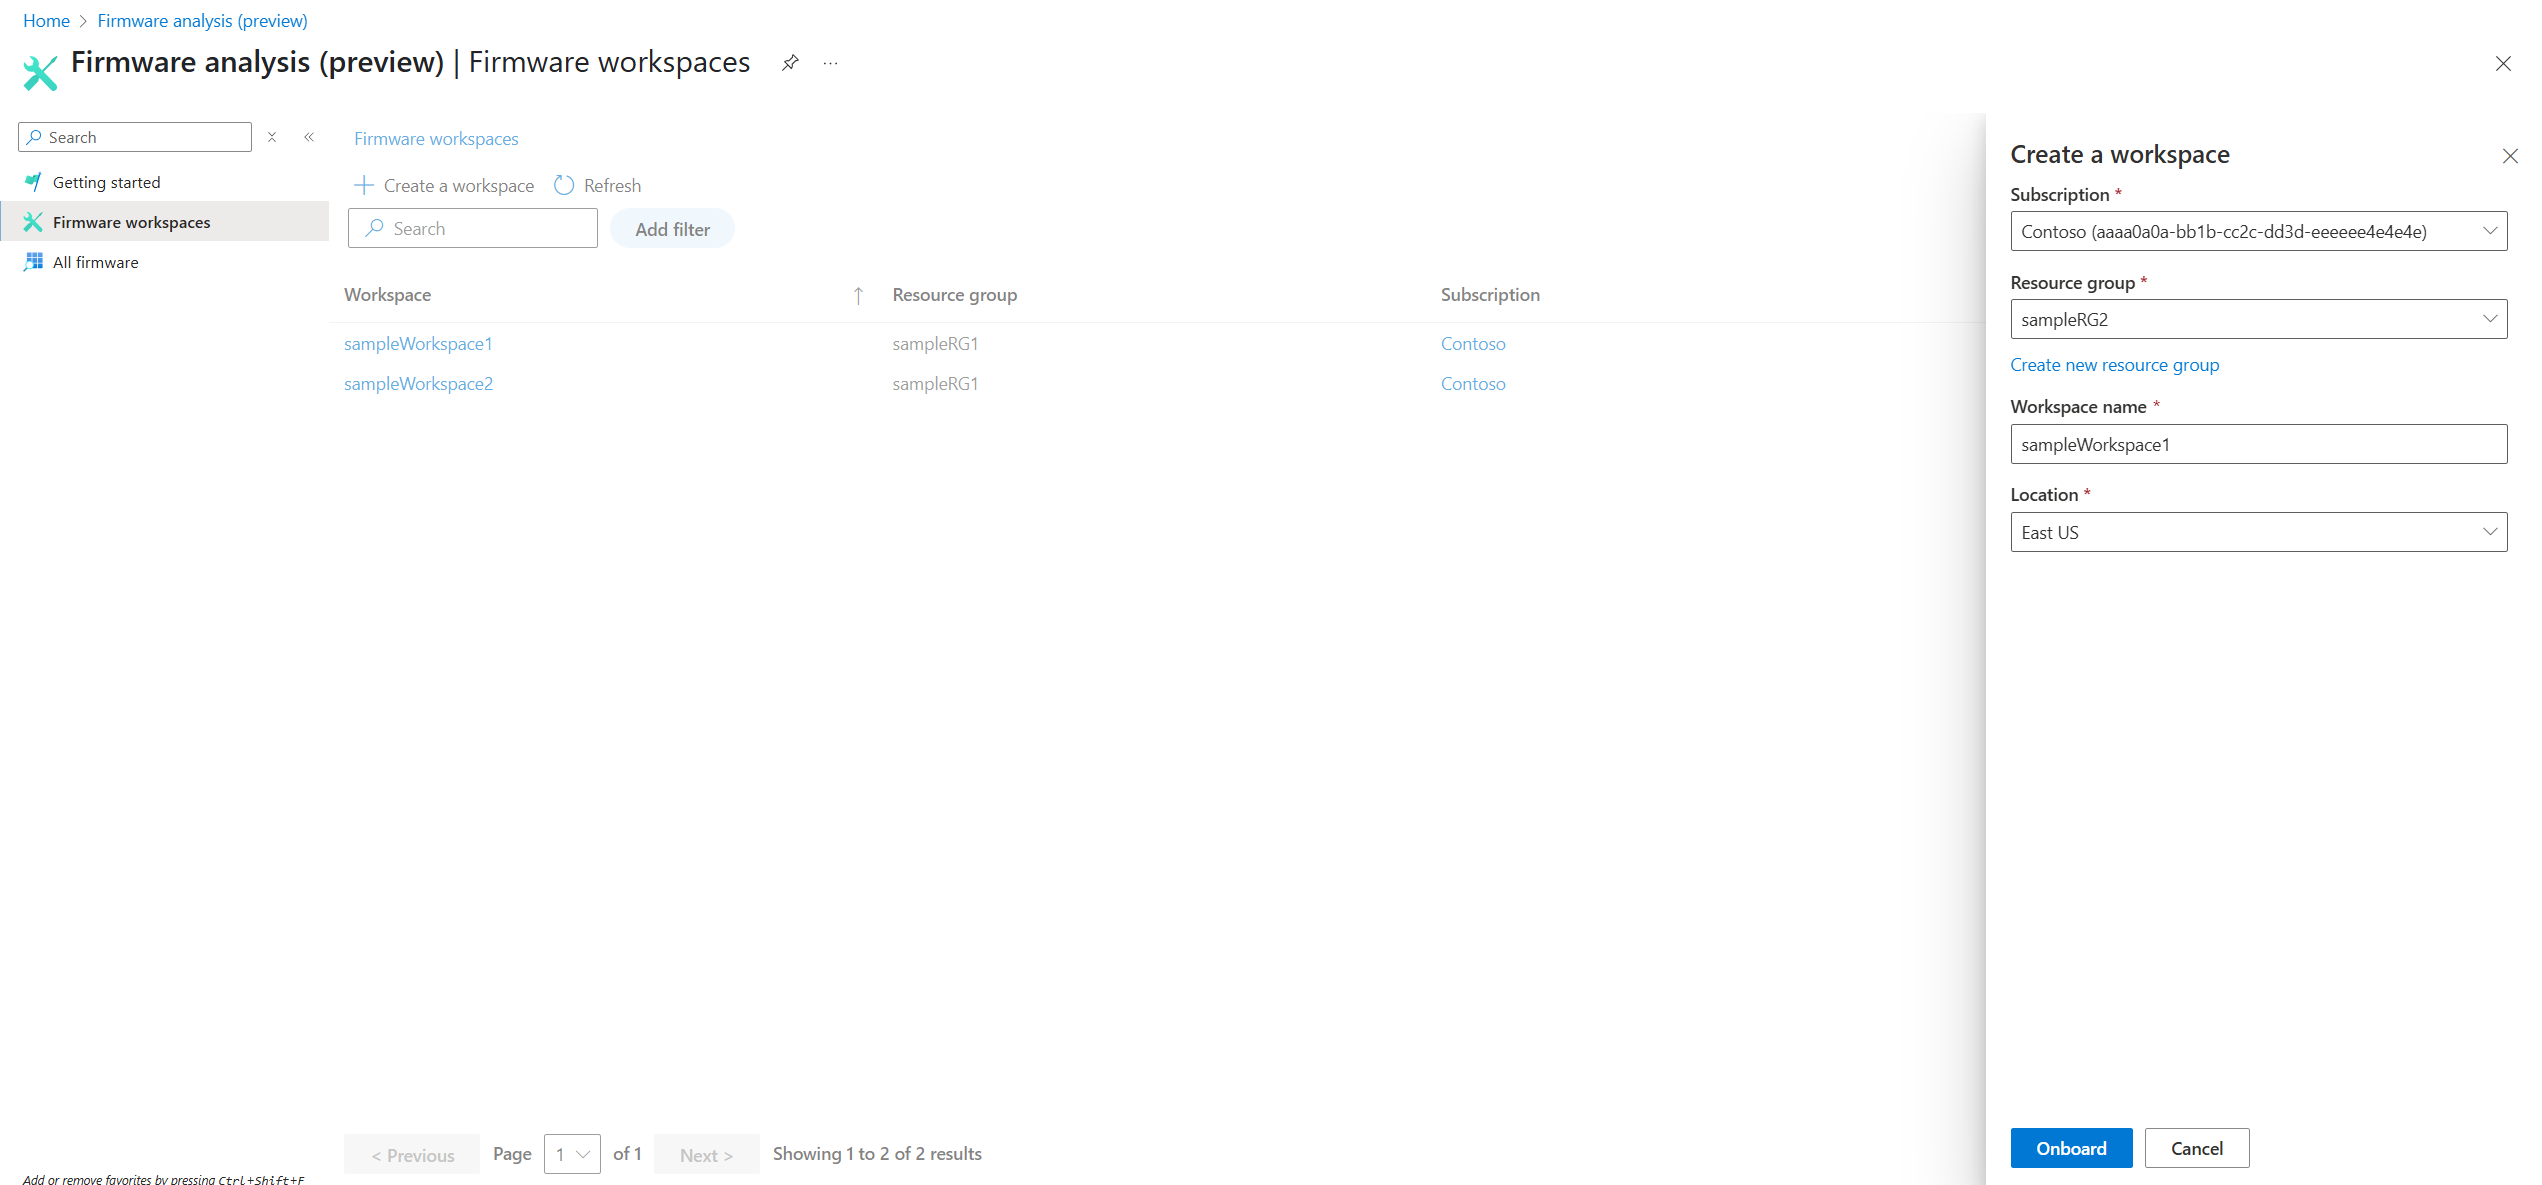 Home > Firmware analysis (preview)
Firmware analysis (preview) | Firmware workspaces ...
Search
Getting started
Firmware workspaces
All firmware
Firmware workspaces
+ Create a workspace Refresh
Search Add filter
Workspace ↑ Resource group Subscription
sampleWorkspace1 sampleRG1 Contoso
sampleWorkspace2 sampleRG1 Contoso
< Previous Page 1 of 1 Next > Showing 1 to 2 of 2 results
Add or remove favorites by pressing Ctrl+Shift+F
Create a workspace
Subscription *
Contoso (aaaa0a0a-bb1b-cc2c-dd3d-eeeeee4e4e4e)
Resource group *
sampleRG2
Create new resource group
Workspace name *
sampleWorkspace1
Location *
East US
Onboard Cancel